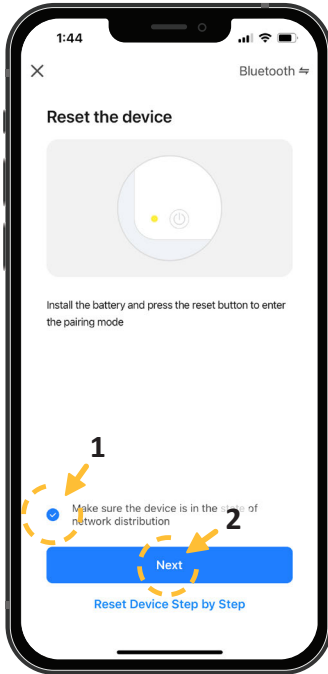 1:44
Bluetooth
Reset the device
Install the battery and press the reset button to enter
the pairing mode
1
Make sure the device is in the state of
network distribution
2
Next
Reset Device Step by Step